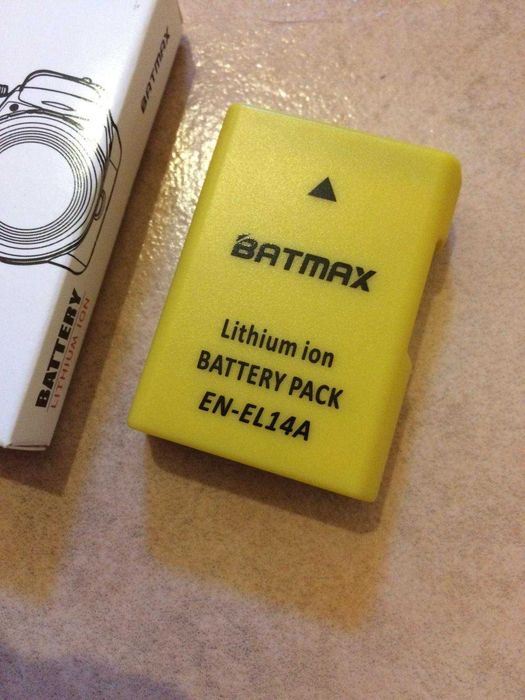 BATMAX
BATTERY
LITHIUM ION
BATMAX
Lithium ion
BATTERY PACK
EN-EL14A